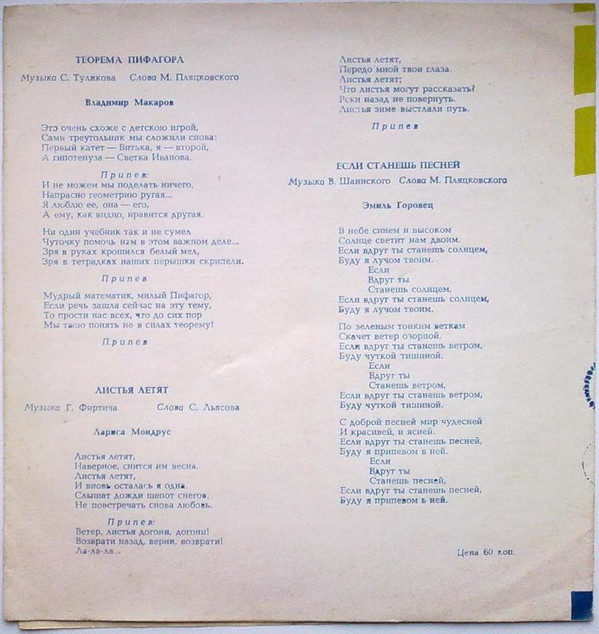 ТЕОРЕМА ПИФАГОРА
Музыка С. Туликова Слова М. Пляцковского
Владимир Макаров
Это очень схоже с детскою игрой,
Сами треугольник мы сложили снова:
Первый катет — Витька, я — второй,
А гипотенуза — Светка Иванова.
Припев:
И не можем мы поделать ничего,
Напрасно геометрию ругая...
Я люблю ее, она — его,
А ему, как видно, нравится другая.
Ни один учебник так и не сумел
Чуточку помочь нам в этом важном деле...
Зря в руках крошился белый мел,
Зря в тетрадках наших перышки скрипели.
Припев
Мудрый математик, милый Пифагор,
Если речь зашла сейчас на эту тему,
То прости нас всех, что до сих пор
Мы твою понять не в силах теорему!
Припев
ЛИСТЬЯ ЛЕТЯТ
Музыка Г. Фиртича Слова С. Льясова
Лариса Мондрус
Листья летят,
Наверное, снится им весна.
Листья летят,
И вновь осталась я одна.
Слышат дожди шепот снегов.
Не повстречать снова любовь.
Припев:
Ветер, листья догони, догони!
Возврати назад, верни, возврати!
Ла-ла-ла...
Листья летят,
Передо мной твои глаза.
Листья летят;
Что листья могут рассказать?
Реки назад не повернуть.
Листья зиме выстлали путь.
Припев
ЕСЛИ СТАНЕШЬ ПЕСНЕЙ
Музыка В. Шаинского Слова М. Пляцковского
Эмиль Горовец
В небе синем и высоком
Солнце светит нам двоим.
Если вдруг ты станешь солнцем,
Буду я лучом твоим.
Если
Вдруг ты
Станешь солнцем,
Если вдруг ты станешь солнцем,
Буду я лучом твоим.
По зеленым тонким веткам
Скачет ветер озорной.
Если вдруг ты станешь ветром,
Буду чуткой тишиной.
Если
Вдруг ты
Станешь ветром,
Если вдруг ты станешь ветром,
Буду чуткой тишиной.
С доброй песней мир чудесней
И красивей, и ясней.
Если вдруг ты станешь песней,
Буду я припевом в ней.
Если
Вдруг ты
Станешь песней,
Если вдруг ты станешь песней,
Буду я припевом в ней.
Цена 60 коп.